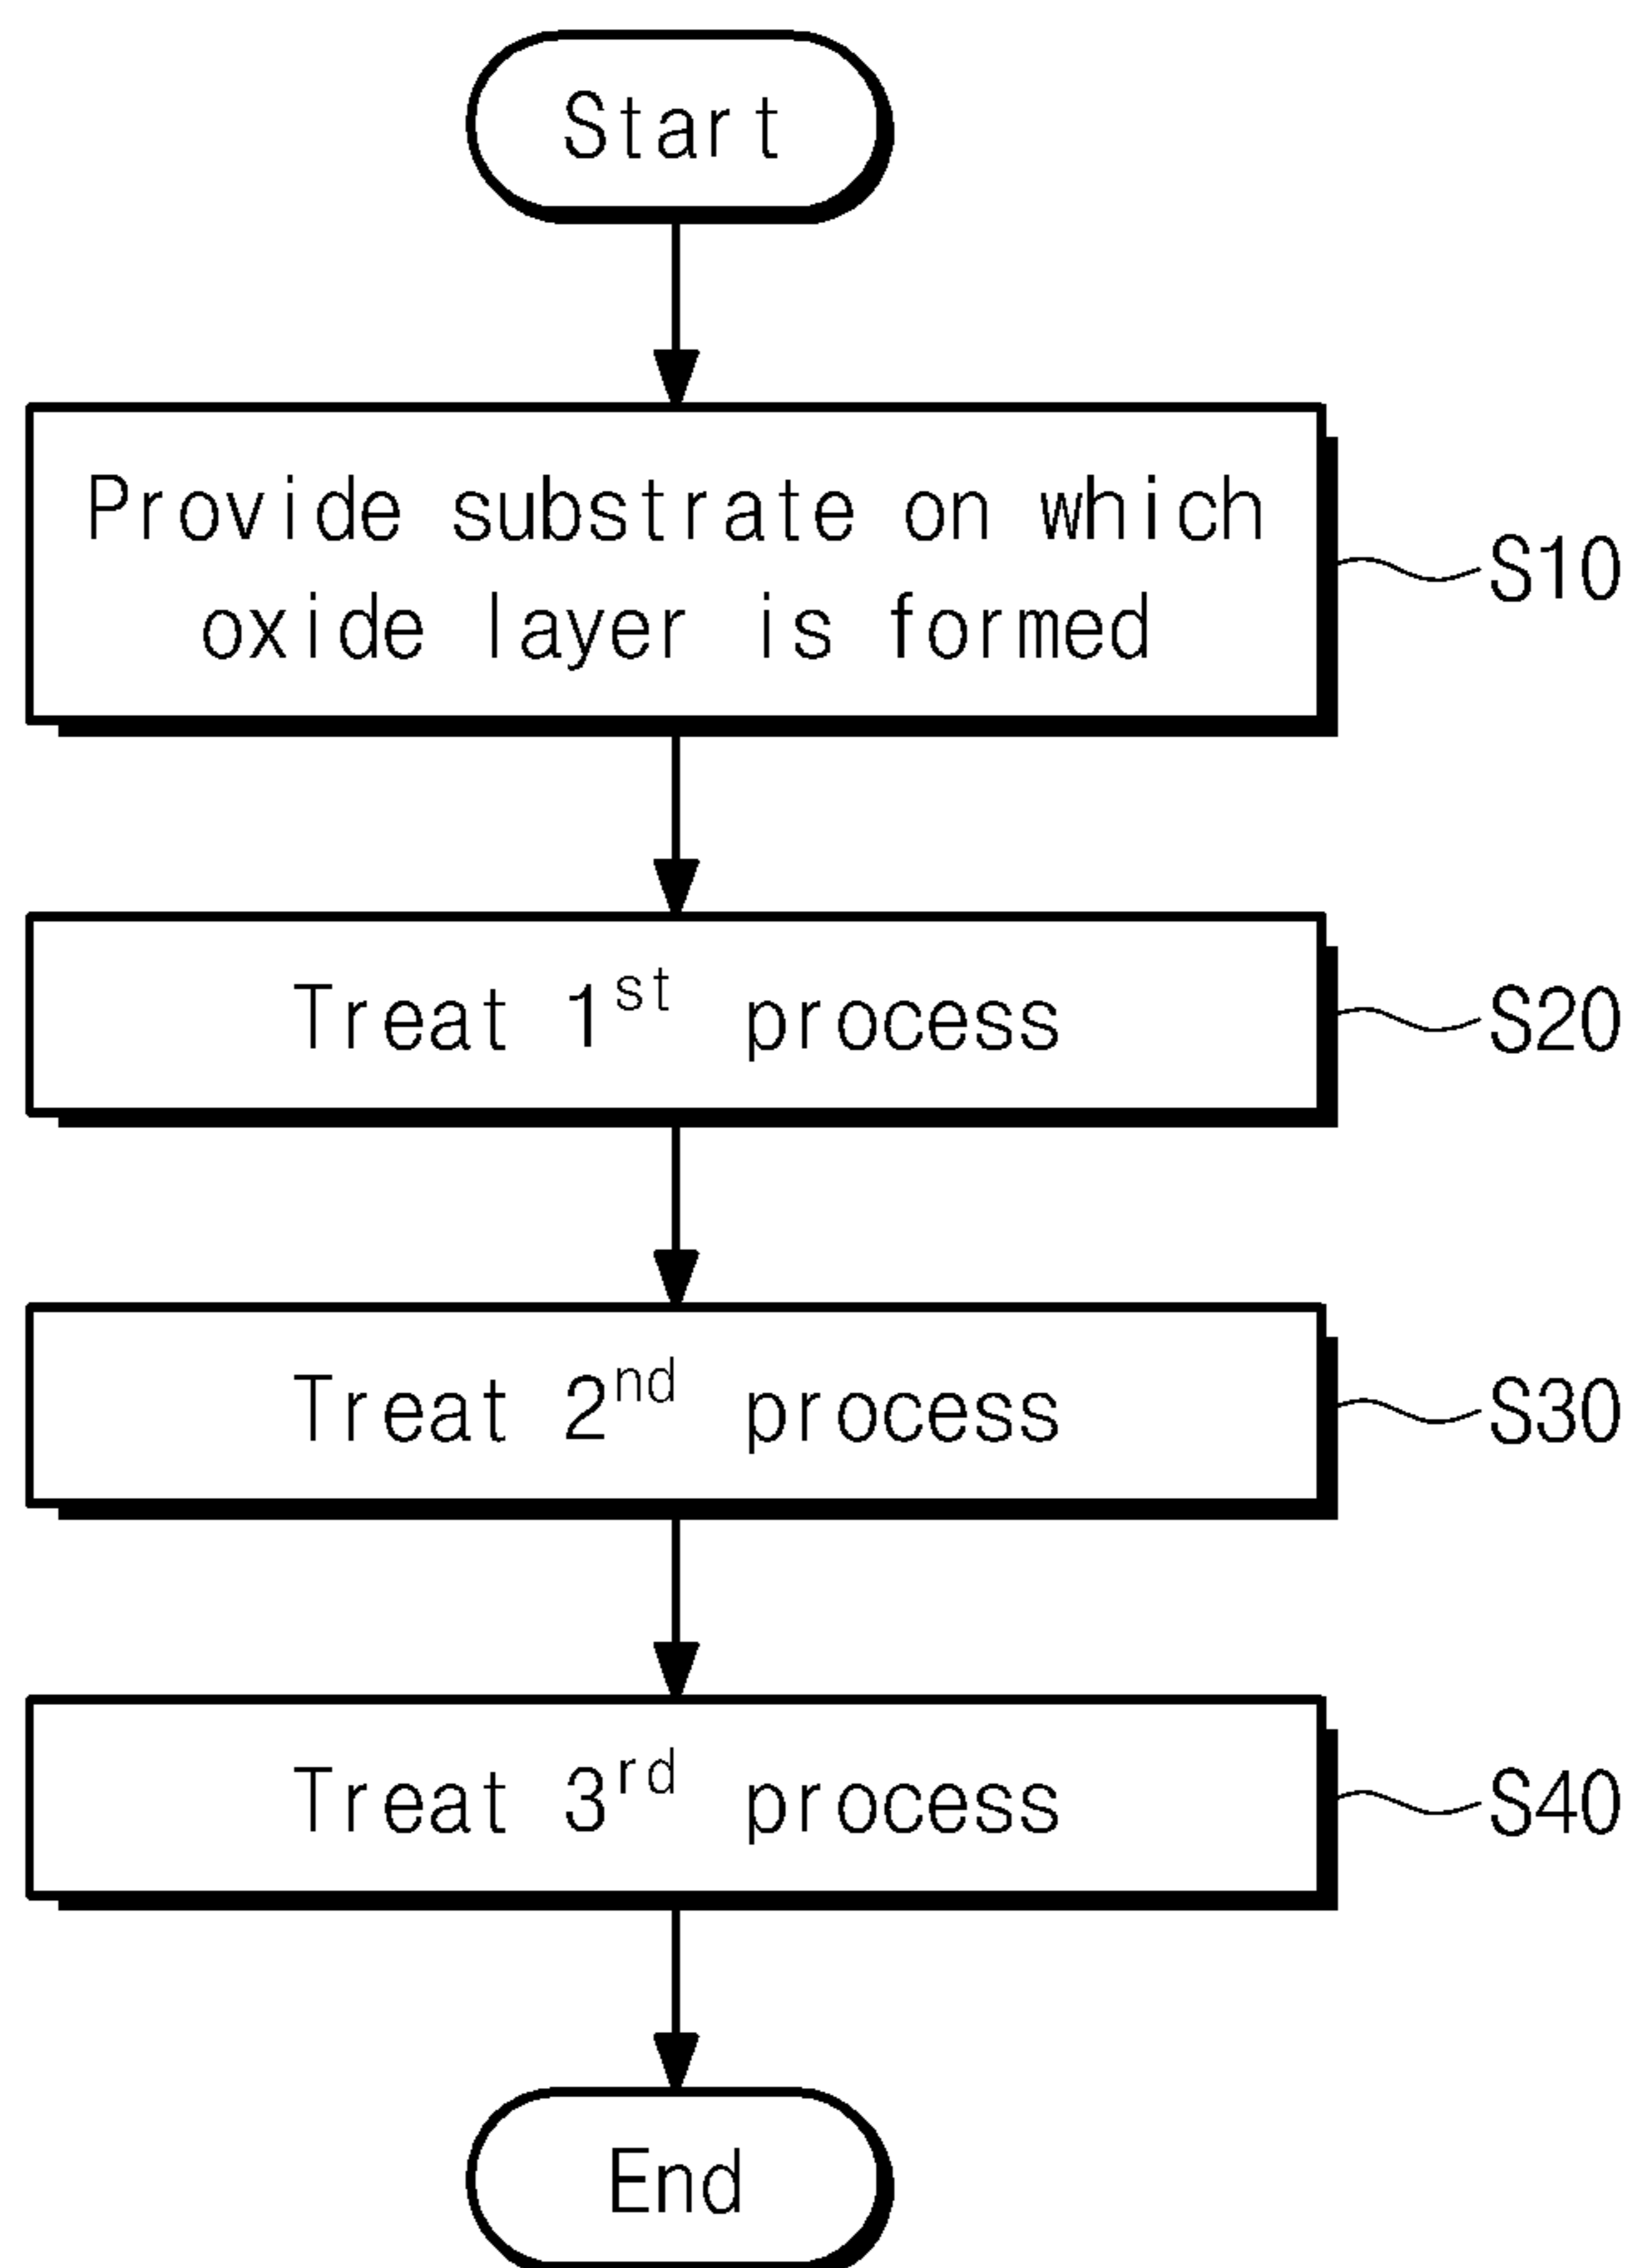 Start
Provide substrate on which
oxide layer is formed
S10
Treat 1st process
S20
Treat 2nd process
S30
Treat 3rd process
S40
End